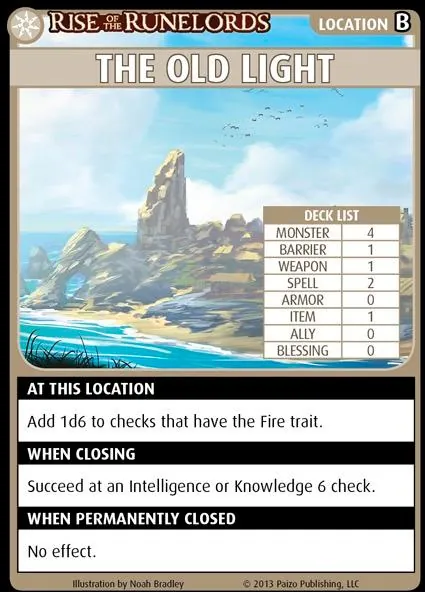 RISE OF THE RUNELORDS
LOCATION B
THE OLD LIGHT
DECK LIST
MONSTER 4
BARRIER 1
WEAPON 1
SPELL 2
ARMOR 0
ITEM 1
ALLY 0
BLESSING 0
AT THIS LOCATION
Add 1d6 to checks that have the Fire trait.
WHEN CLOSING
Succeed at an Intelligence or Knowledge 6 check.
WHEN PERMANENTLY CLOSED
No effect.
Illustration by Noah Bradley © 2013 Paizo Publishing, LLC